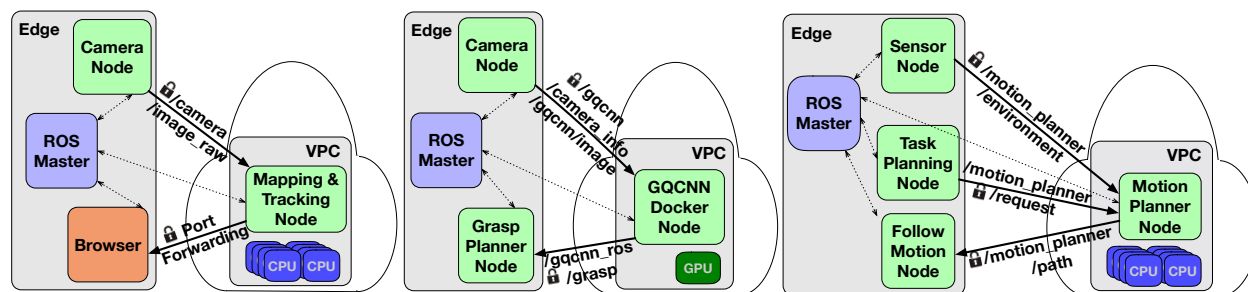 Edge
Camera
Node
/camera
/image_raw
ROS
Master
VPC
Mapping &
Tracking
Node
Browser
Port
Forwarding
CPU
CPU
Edge
Camera
Node
/gqcnn
/camera_info
/gqcnn/image
ROS
Master
VPC
GQCNN
Docker
Node
Grasp
Planner
Node
/gqcnn_ros
/grasp
GPU
Edge
Sensor
Node
/motion_planner
/environment
ROS
Master
Task
Planning
Node
/motion_planner
/request
VPC
Motion
Planner
Node
Follow
Motion
Node
/motion_planner
/path
CPU
CPU